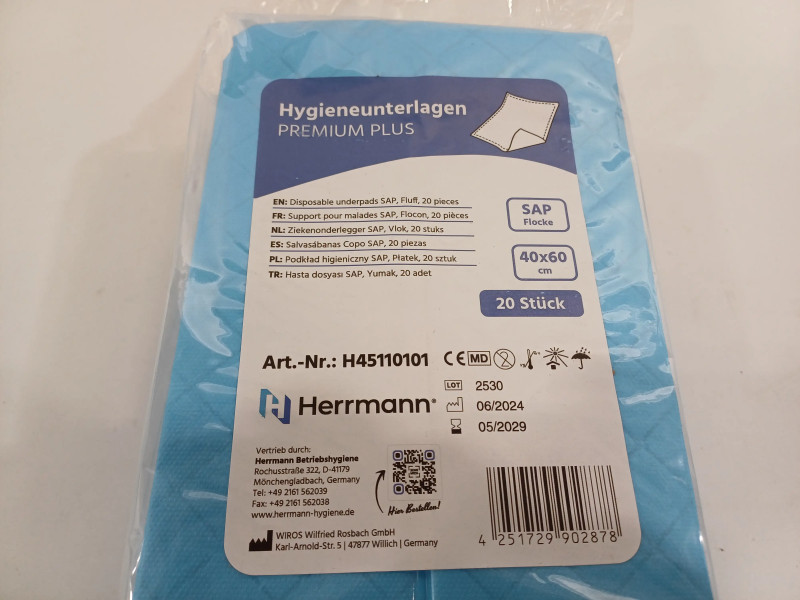 Hygieneunterlagen
PREMIUM PLUS
EN: Disposable underpads SAP, Fluff, 20 pieces
FR: Support pour malades SAP, Flocon, 20 pièces
NL: Ziekenonderlegger SAP, Vlok, 20 stuks
ES: Salvasábanas Copo SAP, 20 piezas
PL: Podkład higieniczny SAP, Płatek, 20 sztuk
TR: Hasta dosyası SAP, Yumak, 20 adet
SAP
Flocke
40x60
cm
20 Stück
Art.-Nr.: H45110101
CE MD
LOT 2530
06/2024
05/2029
Herrmann®
Vertrieb durch:
Herrmann Betriebshygiene
Rochusstraße 322, D-41179
Mönchengladbach, Germany
Tel: +49 2161 562039
Fax: +49 2161 562038
www.herrmann-hygiene.de
Hier Bestellen!
WIROS Wilfried Rosbach GmbH
Karl-Arnold-Str. 5 | 47877 Willich | Germany
4 251729 902878